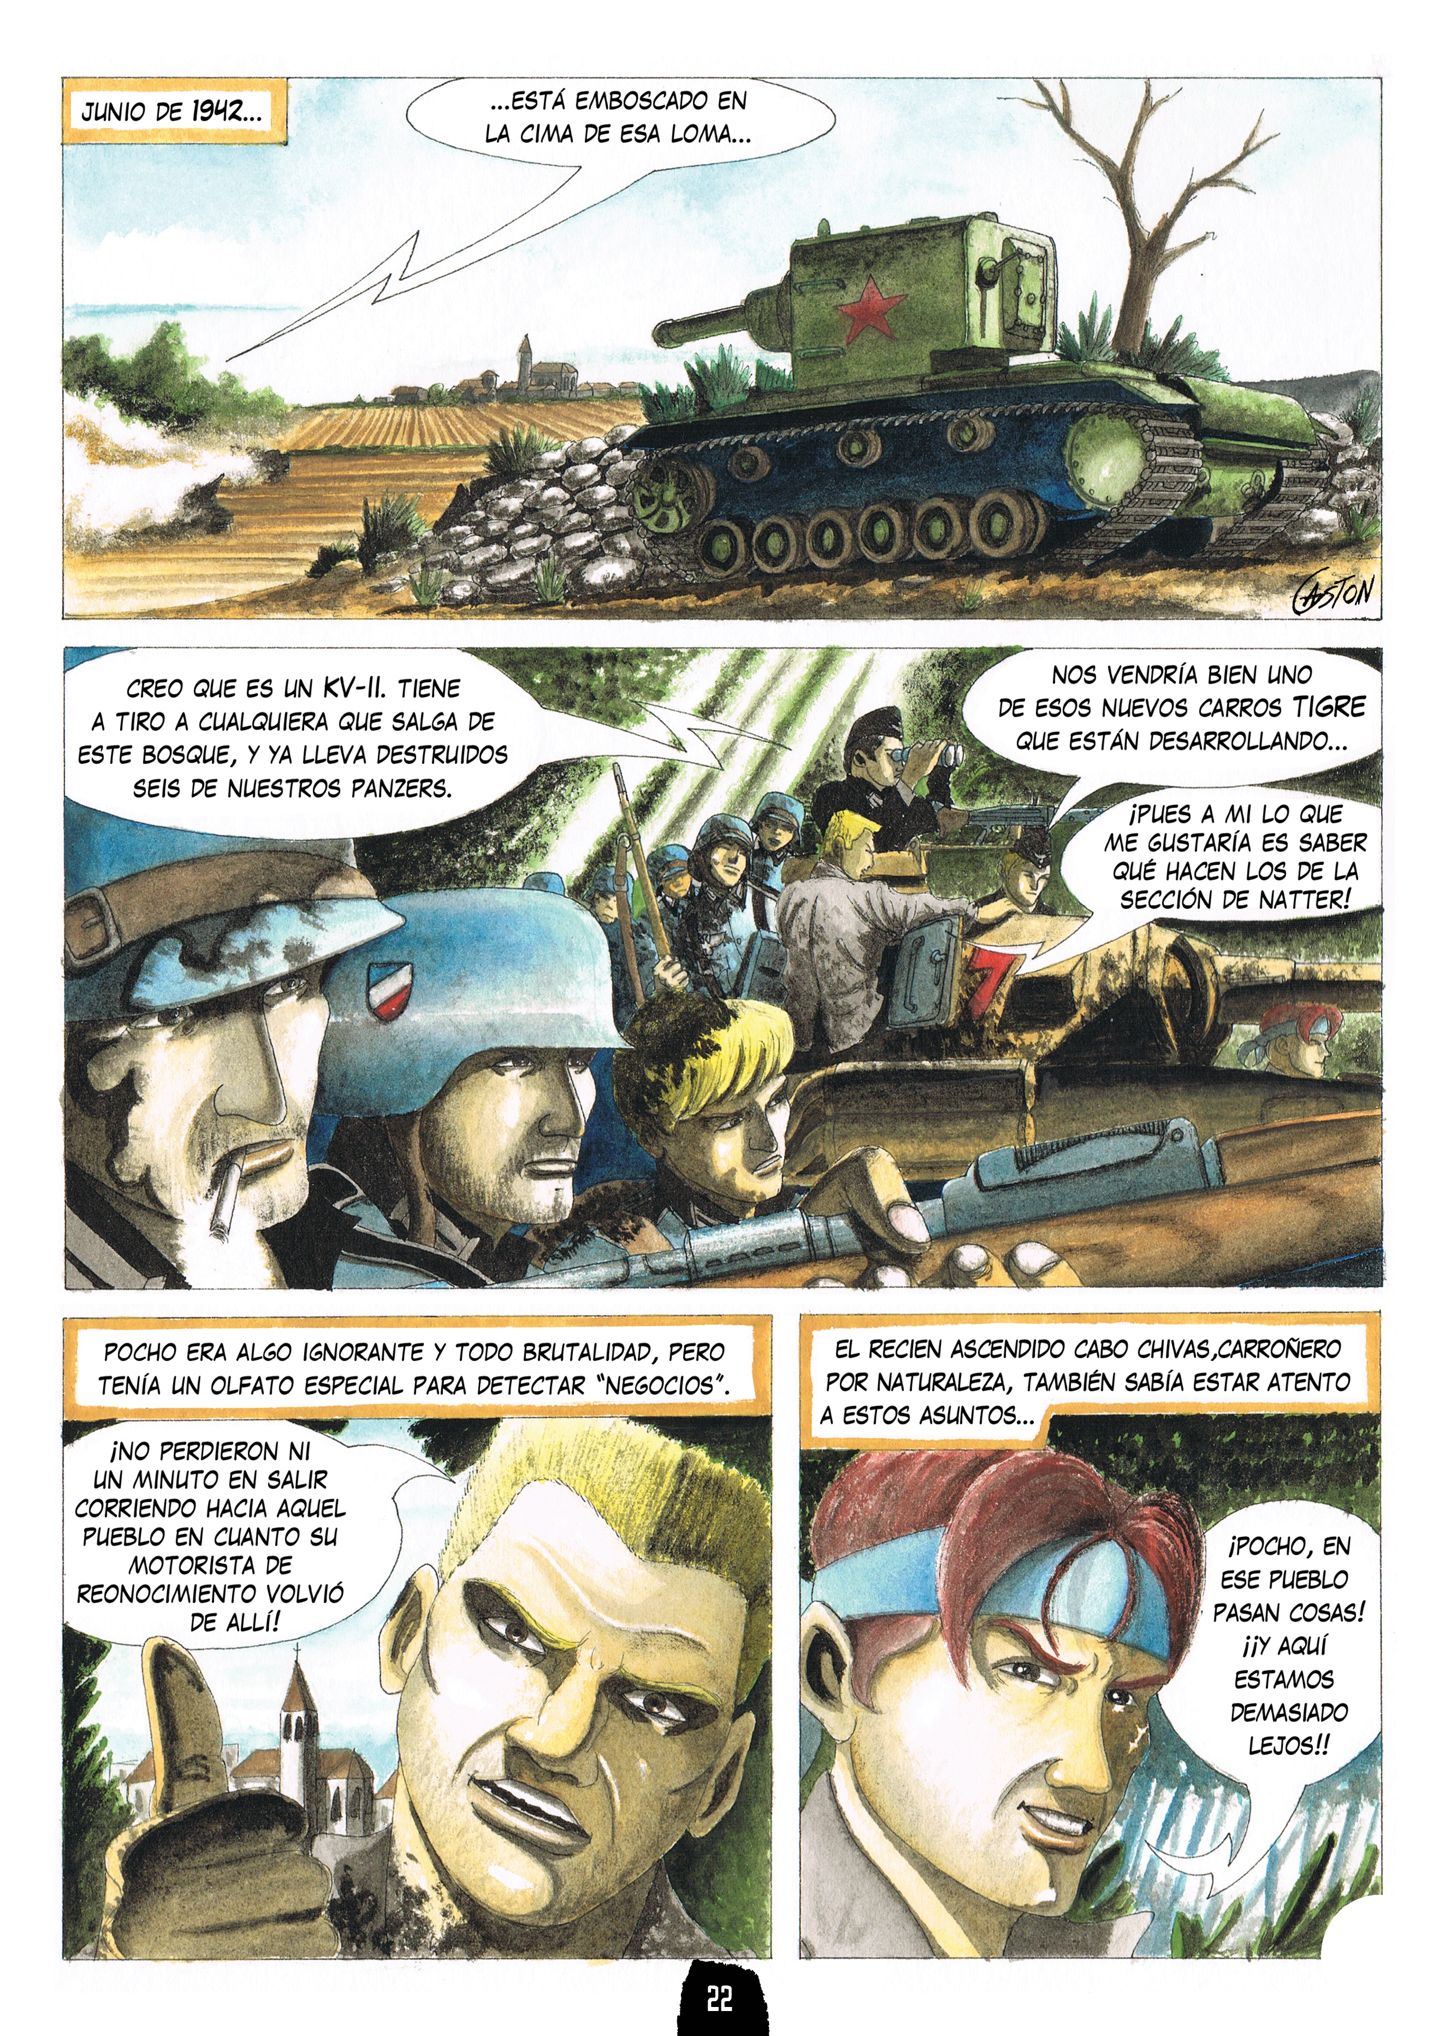 JUNIO DE 1942...
...ESTÁ EMBOSCADO EN
LA CIMA DE ESA LOMA...
GASTON
CREO QUE ES UN KV-II. TIENE
A TIRO A CUALQUIERA QUE SALGA DE
ESTE BOSQUE, Y YA LLEVA DESTRUIDOS
SEIS DE NUESTROS PANZERS.
NOS VENDRÍA BIEN UNO
DE ESOS NUEVOS CARROS TIGRE
QUE ESTÁN DESARROLLANDO...
¡PUES A MI LO QUE
ME GUSTARÍA ES SABER
QUÉ HACEN LOS DE LA
SECCIÓN DE NATTER!
7
POCHO ERA ALGO IGNORANTE Y TODO BRUTALIDAD, PERO
TENÍA UN OLFATO ESPECIAL PARA DETECTAR "NEGOCIOS".
¡NO PERDIERON NI
UN MINUTO EN SALIR
CORRIENDO HACIA AQUEL
PUEBLO EN CUANTO SU
MOTORISTA DE
REONOCIMIENTO VOLVIÓ
DE ALLÍ!
EL RECIEN ASCENDIDO CABO CHIVAS,CARROÑERO
POR NATURALEZA, TAMBIÉN SABÍA ESTAR ATENTO
A ESTOS ASUNTOS...
¡POCHO, EN
ESE PUEBLO
PASAN COSAS!
¡¡Y AQUÍ
ESTAMOS
DEMASIADO
LEJOS!!
22